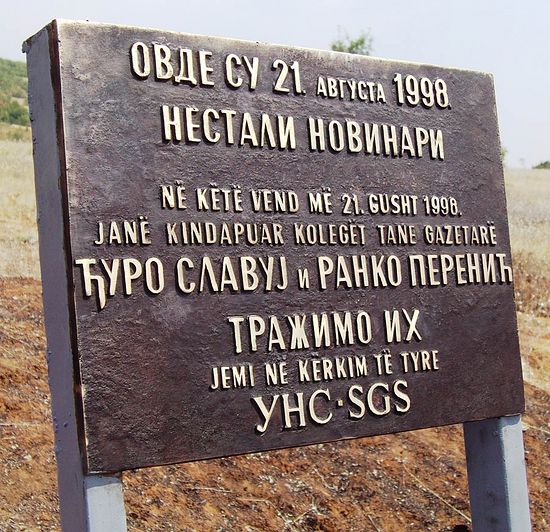 ОВДЕ СУ 21. АВГУСТА 1998.
НЕСТАЛИ НОВИНАРИ
NË KËTË VEND MË 21. GUSHT 1998.
JANË KINDAPUAR KOLEGËT TANE GAZETARË
ЂУРО СЛАВУЈ и РАНКО ПЕРЕНИЋ
ТРАЖИМО ИХ
JEMI NË KËRKIM TË TYRE
УНС·SGS